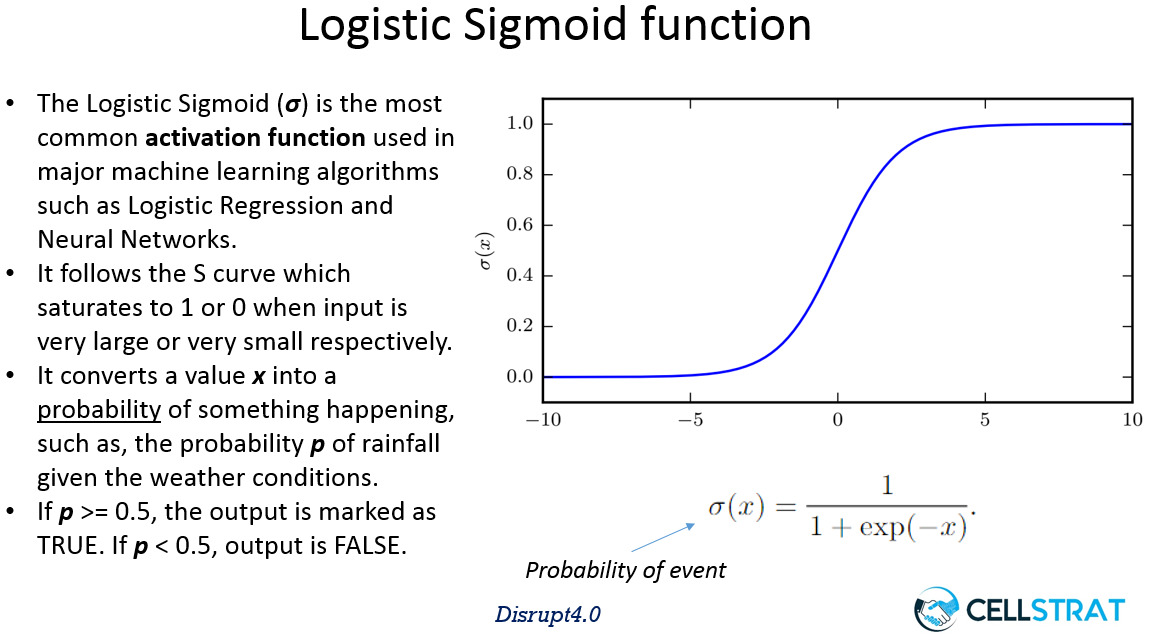 Logistic Sigmoid function
• The Logistic Sigmoid (σ) is the most
common activation function used in
major machine learning algorithms
such as Logistic Regression and
Neural Networks.
• It follows the S curve which
saturates to 1 or 0 when input is
very large or very small respectively.
• It converts a value x into a
probability of something happening,
such as, the probability p of rainfall
given the weather conditions.
• If p >= 0.5, the output is marked as
TRUE. If p < 0.5, output is FALSE.
σ(x)
1.0
0.8
0.6
0.4
0.2
0.0
−10 −5 0 5 10
σ(x) = 1 / (1 + exp(−x)).
Probability of event
Disrupt4.0
CELLSTRAT